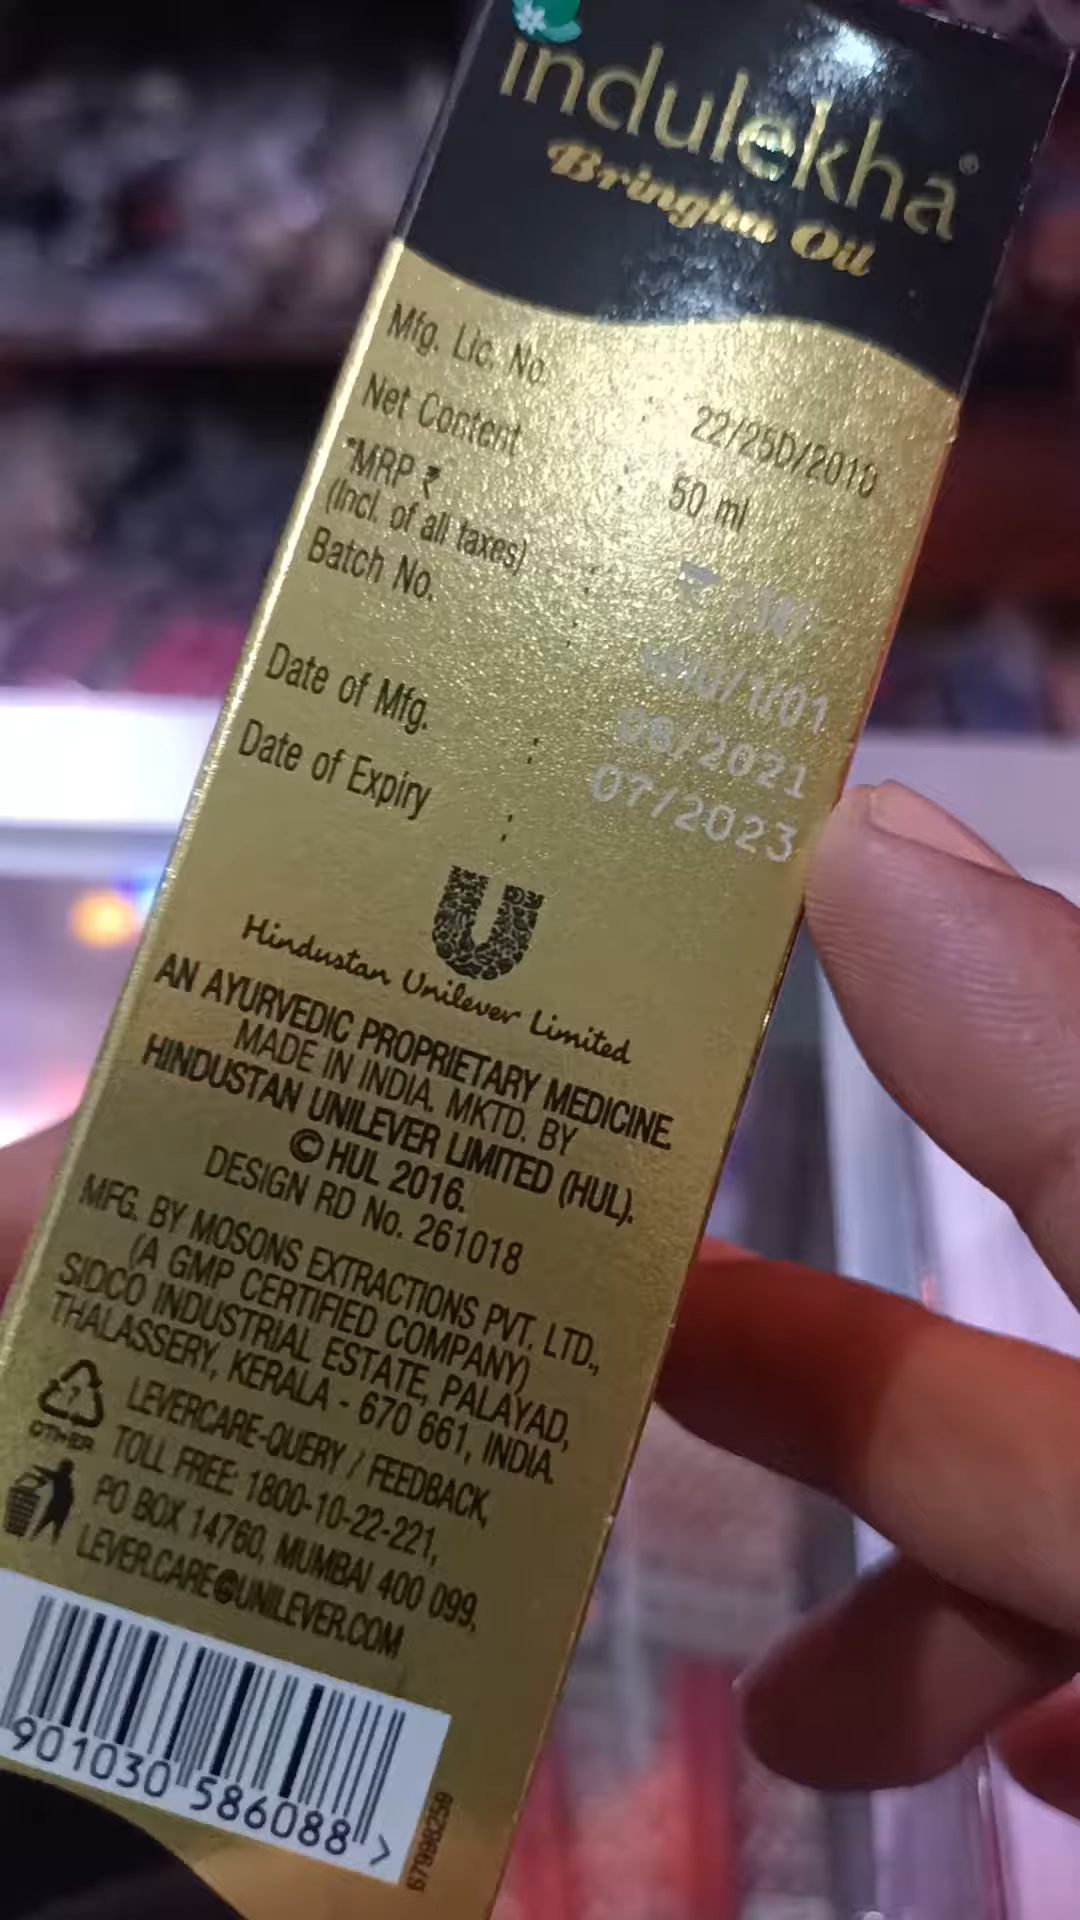 indulekha®
Bringha Oil
Mfg. Lic. No. : 22/25D/2010
Net Content : 50 ml
*MRP ₹
(Incl. of all taxes) :
Batch No. :
Date of Mfg. : 08/2021
Date of Expiry : 07/2023
Hindustan Unilever Limited
AN AYURVEDIC PROPRIETARY MEDICINE.
MADE IN INDIA. MKTD. BY
HINDUSTAN UNILEVER LIMITED (HUL).
© HUL 2016.
DESIGN RD No. 261018
MFG. BY MOSONS EXTRACTIONS PVT. LTD.,
(A GMP CERTIFIED COMPANY)
SIDCO INDUSTRIAL ESTATE, PALAYAD,
THALASSERY, KERALA - 670 661, INDIA.
7
OTHER
LEVERCARE-QUERY / FEEDBACK,
TOLL FREE: 1800-10-22-221,
PO BOX 14760, MUMBAI 400 099,
LEVER.CARE@UNILEVER.COM
901030 586088 >
67998259